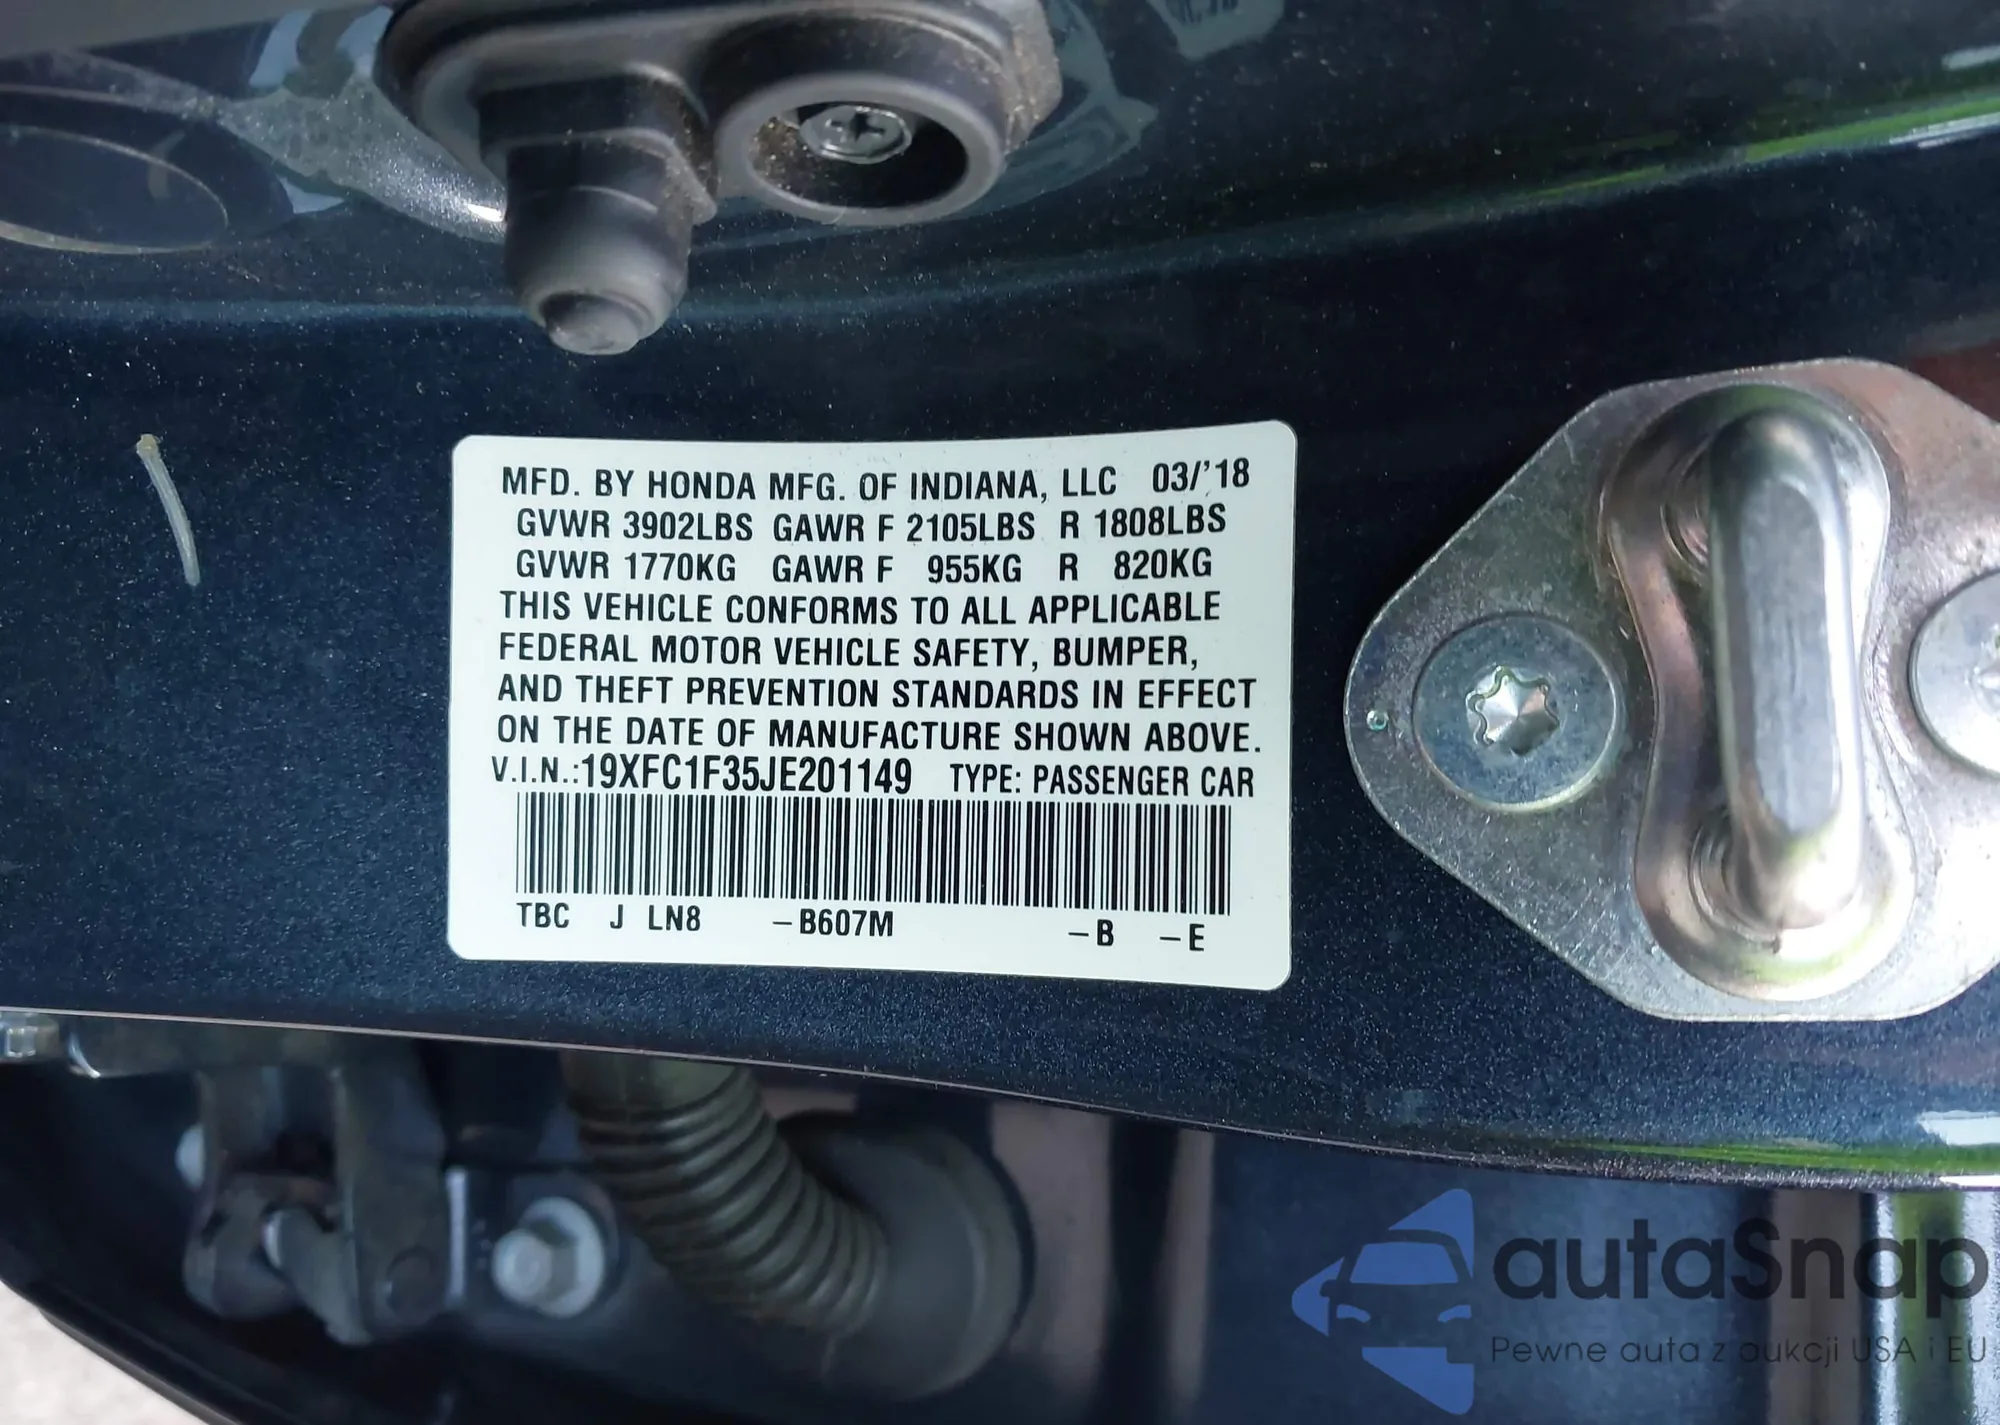 MFD. BY HONDA MFG. OF INDIANA, LLC 03/'18
GVWR 3902LBS GAWR F 2105LBS R 1808LBS
GVWR 1770KG GAWR F 955KG R 820KG
THIS VEHICLE CONFORMS TO ALL APPLICABLE
FEDERAL MOTOR VEHICLE SAFETY, BUMPER,
AND THEFT PREVENTION STANDARDS IN EFFECT
ON THE DATE OF MANUFACTURE SHOWN ABOVE.
V.I.N.:19XFC1F35JE201149 TYPE: PASSENGER CAR
TBC J LN8 –B607M –B –E
autaSnap
Pewne auta z aukcji USA i EU